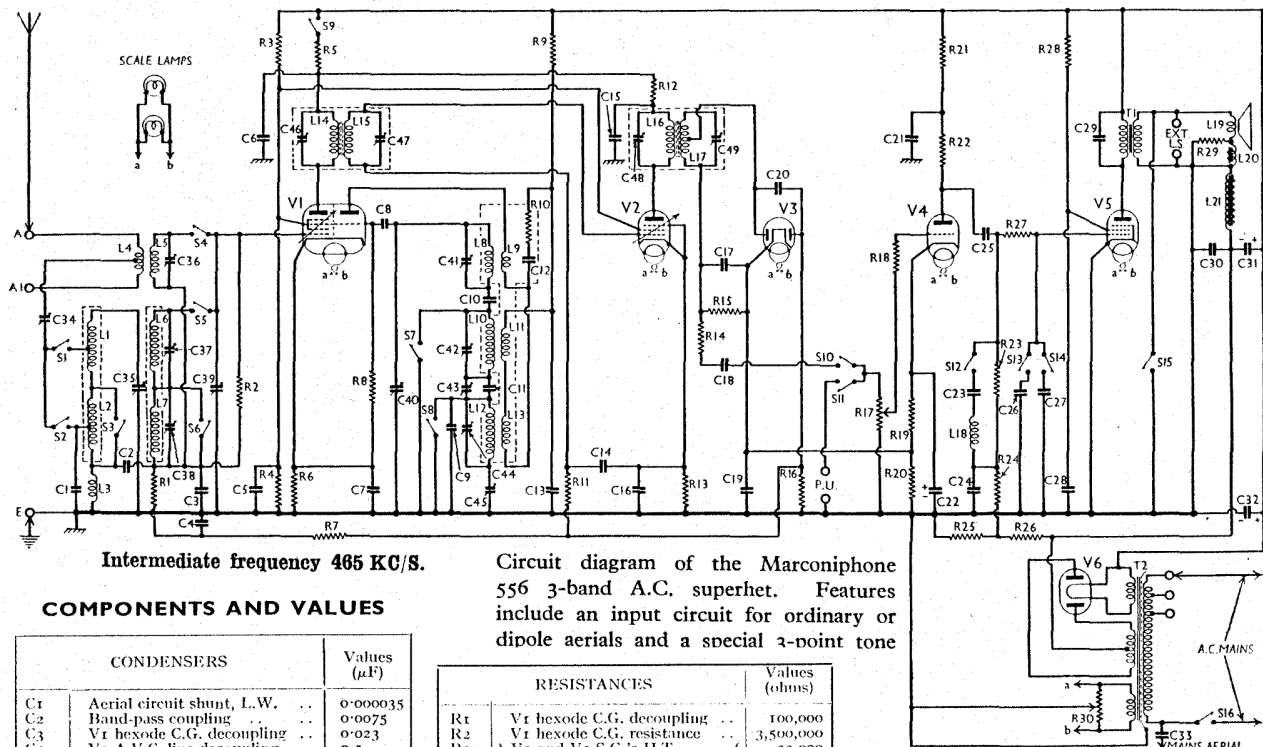 SCALE LAMPS
a b
A
A1
E
R3
S9
R5
R9
R12
C15
C6
C46
L14
L15
C47
L16
C48
L17
C49
C20
C21
R21
R22
R28
C29
T1
EXT
L.S.
L19
R29
L20
L21
V1
C8
V2
V3
V4
V5
a b
a b
a b
a b
a b
L4
L5
S4
C36
S5
C34
S1
L1
C35
L6
C37
C39
R2
S2
L2
S3
L7
S6
C2
C38
C1
L3
R1
C3
C4
C5
R4
R6
R8
C7
C40
C41
L8
L9
R10
C12
C10
L10
L11
S7
C42
C43
C11
S8
L12
L13
C9
C44
C45
C13
R11
C14
C16
R13
C17
R15
R14
C18
C19
R16
S10
S11
P.U.
R17
R18
R19
R20
C22
C25
R27
S12
R23
S13
S14
C23
C26
C27
L18
C24
R24
C28
S15
C30
C31
C32
R7
R25
R26
V6
T2
A.C. MAINS
a
R30
b
S16
C33
MAINS AERIAL
Intermediate frequency 465 KC/S.
Circuit diagram of the Marconiphone
556 3-band A.C. superhet. Features
include an input circuit for ordinary or
dipole aerials and a special 3-point tone
COMPONENTS AND VALUES
CONDENSERS Values (μF)
C1 Aerial circuit shunt, L.W. .. 0·000035
C2 Band-pass coupling .. .. 0·0075
C3 V1 hexode C.G. decoupling .. 0·023
RESISTANCES Values (ohms)
R1 V1 hexode C.G. decoupling .. 100,000
R2 V1 hexode C.G. resistance .. 3,500,000